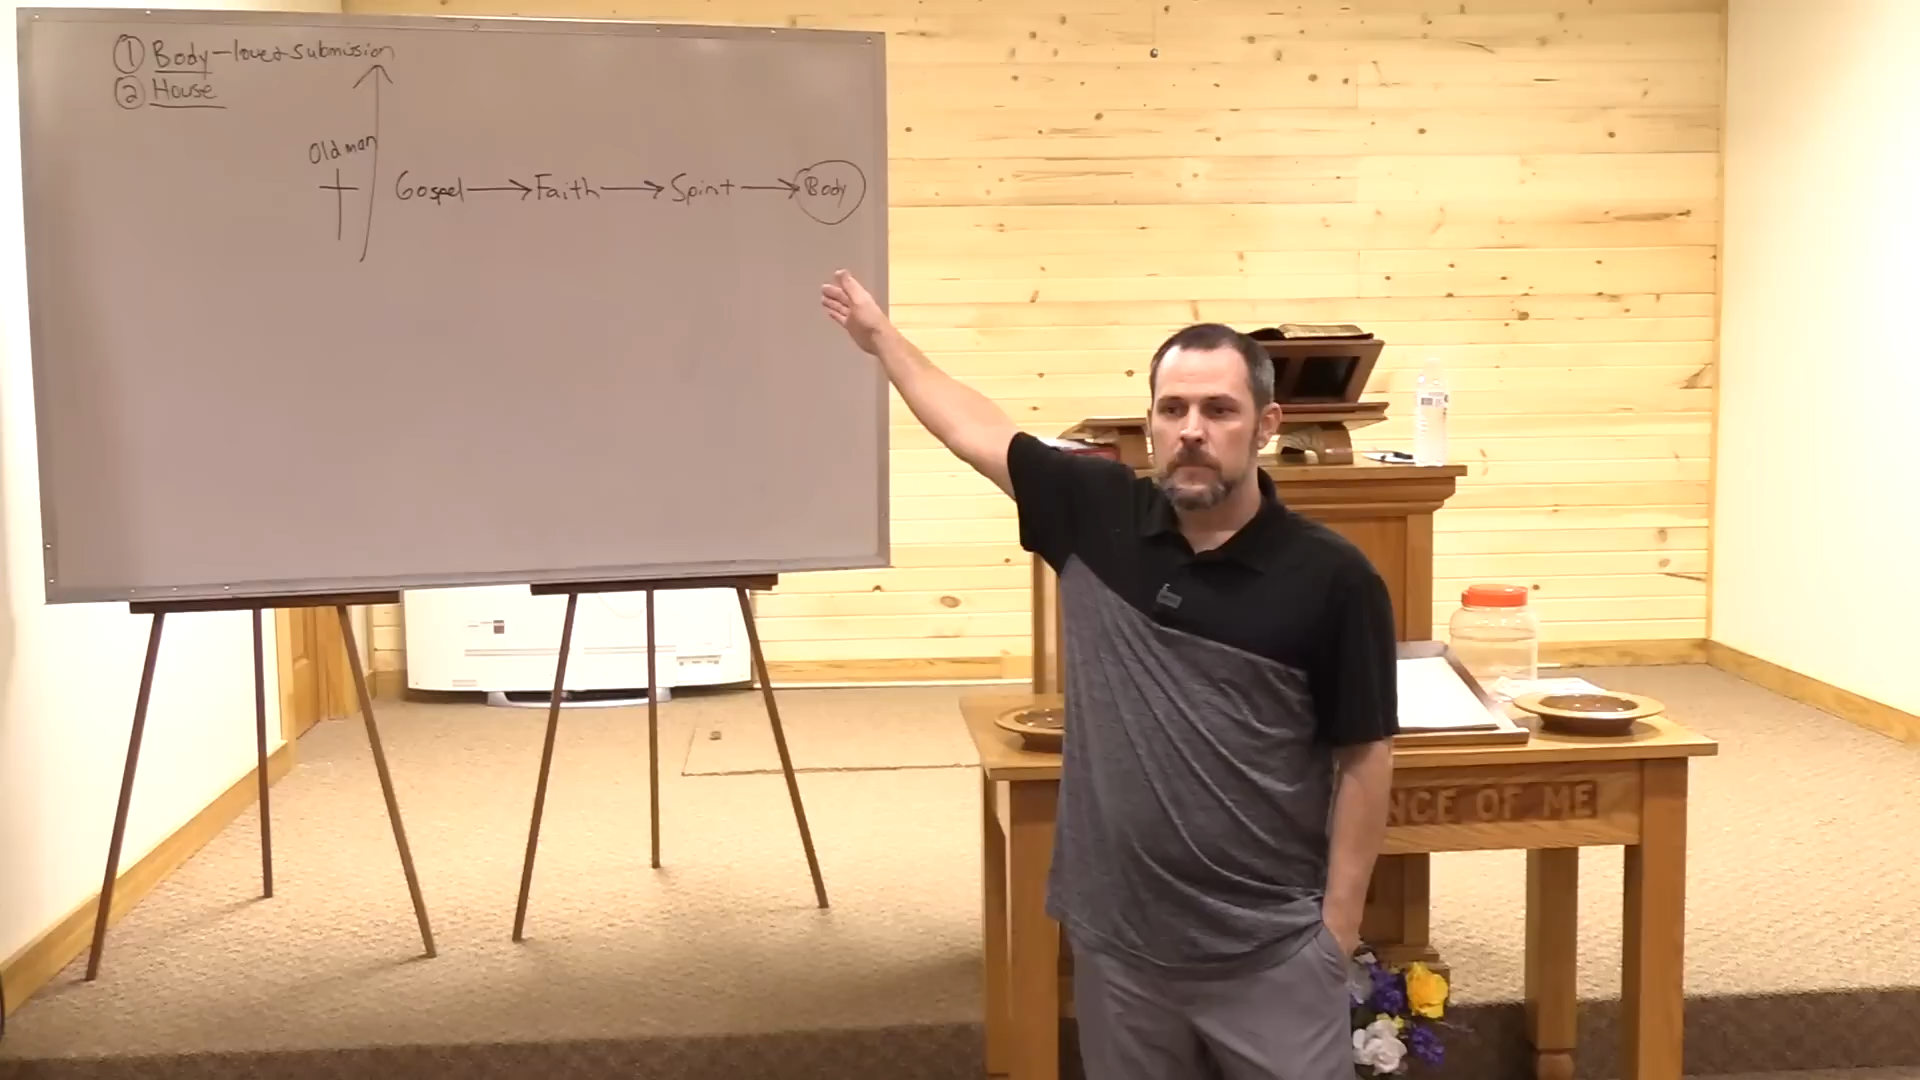 ① Body - love & submission
② House
Old man
Gospel → Faith → Spirit → Body
NCE OF ME